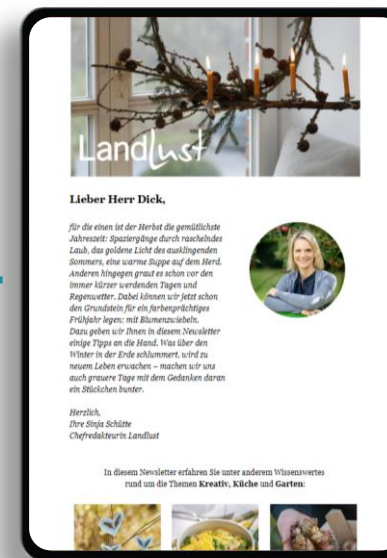 Landlust
Lieber Herr Dick,
für die einen ist der Herbst die gemütlichste
Jahreszeit: Spaziergänge durch raschelndes
Laub, das goldene Licht des ausklingenden
Sommers, eine warme Suppe auf dem Herd.
Anderen hingegen graut es schon vor den
immer kürzer werdenden Tagen und
Regenwetter. Dabei können wir jetzt schon
den Grundstein für ein farbenprächtiges
Frühjahr legen: mit Blumenzwiebeln.
Dazu geben wir Ihnen in diesem Newsletter
einige Tipps an die Hand. Was über den
Winter in der Erde schlummert, wird zu
neuem Leben erwachen – machen wir uns
auch grauere Tage mit dem Gedanken daran
ein Stückchen bunter.
Herzlich,
Ihre Sinja Schütte
Chefredakteurin Landlust
In diesem Newsletter erfahren Sie unter anderem Wissenswertes
rund um die Themen Kreativ, Küche und Garten: